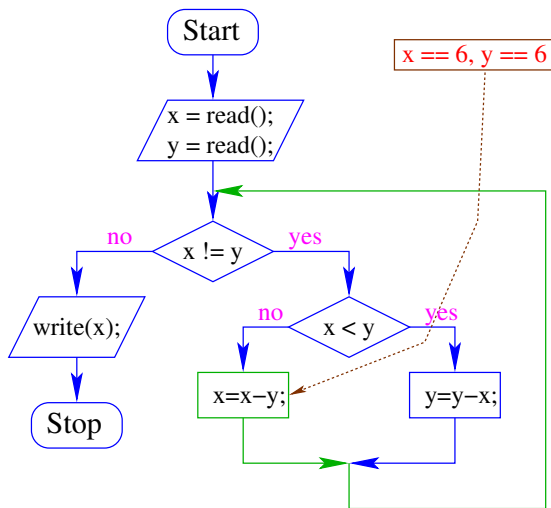 Start
x == 6, y == 6
x = read();
y = read();
no
yes
x != y
write(x);
no
yes
x < y
x=x−y;
y=y−x;
Stop